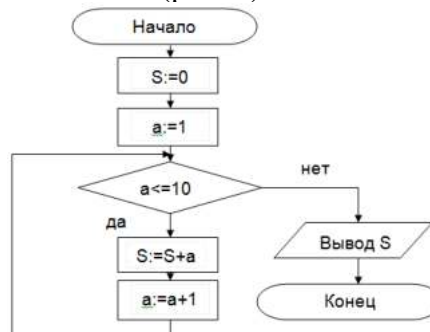 Начало
S:=0
a:=1
a<=10
нет
да
S:=S+a
Вывод S
a:=a+1
Конец